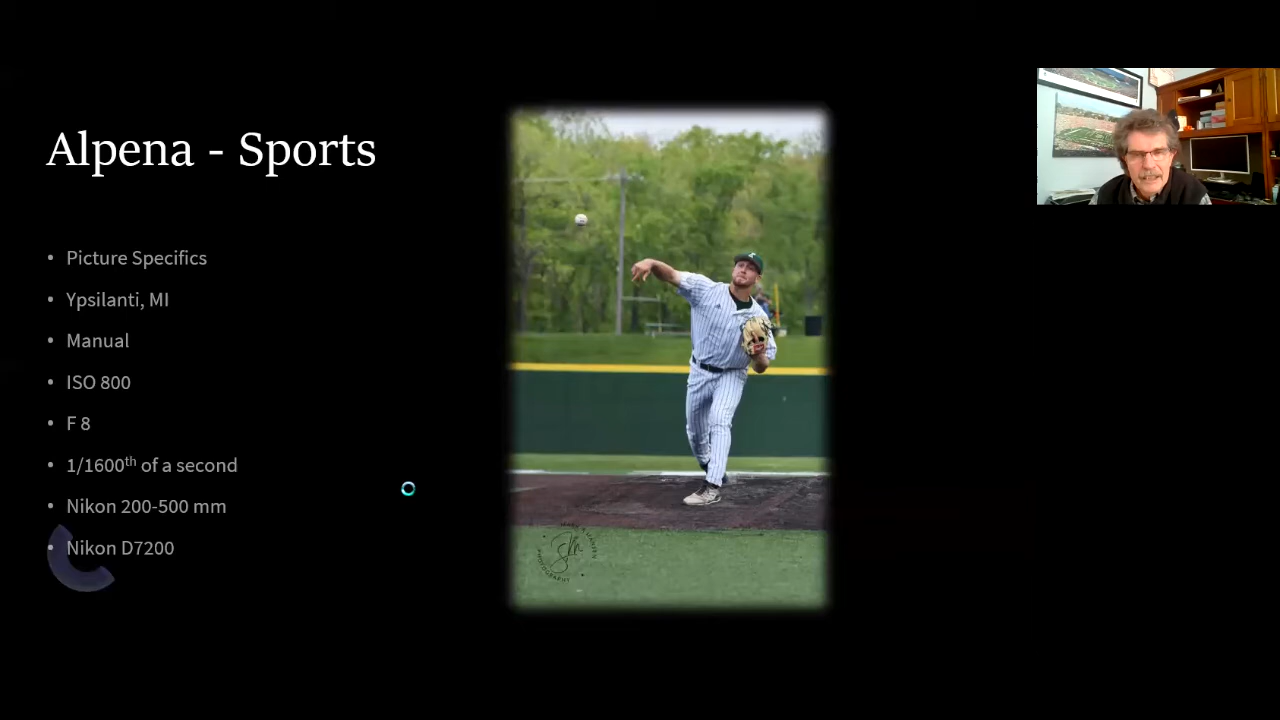 Alpena - Sports
• Picture Specifics
• Ypsilanti, MI
• Manual
• ISO 800
• F 8
• 1/1600th of a second
• Nikon 200-500 mm
• Nikon D7200
PHOTOGRAPHY